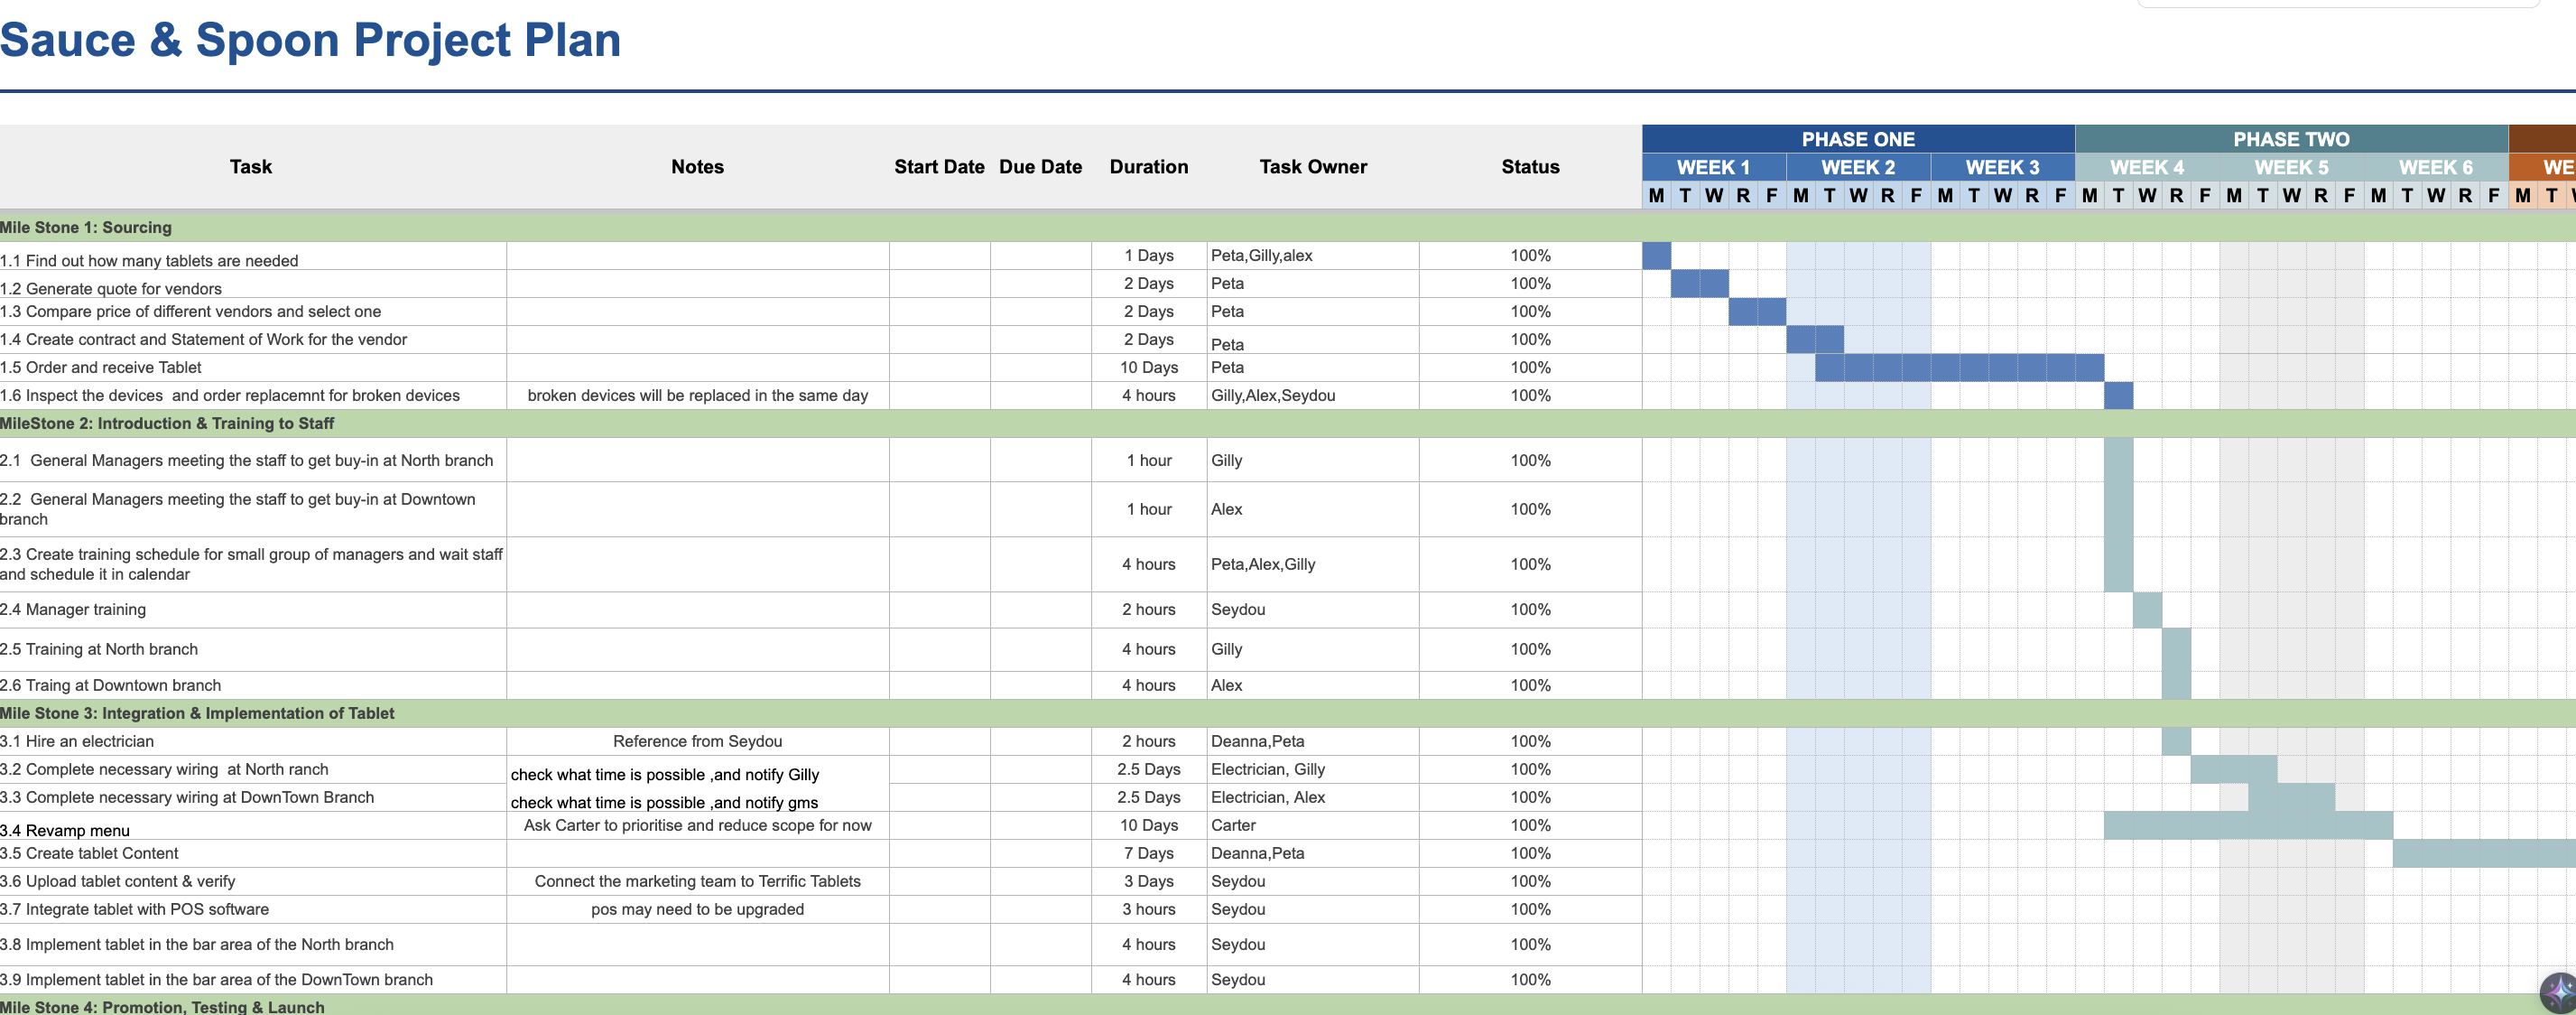 Sauce & Spoon Project Plan
PHASE ONE PHASE TWO
Task Notes Start Date Due Date Duration Task Owner Status WEEK 1 WEEK 2 WEEK 3 WEEK 4 WEEK 5 WEEK 6 WE
M T W R F M T W R F M T W R F M T W R F M T W R F M T W R F M T
Mile Stone 1: Sourcing
1.1 Find out how many tablets are needed 1 Days Peta,Gilly,alex 100%
1.2 Generate quote for vendors 2 Days Peta 100%
1.3 Compare price of different vendors and select one 2 Days Peta 100%
1.4 Create contract and Statement of Work for the vendor 2 Days Peta 100%
1.5 Order and receive Tablet 10 Days Peta 100%
1.6 Inspect the devices and order replacemnt for broken devices broken devices will be replaced in the same day 4 hours Gilly,Alex,Seydou 100%
MileStone 2: Introduction & Training to Staff
2.1 General Managers meeting the staff to get buy-in at North branch 1 hour Gilly 100%
2.2 General Managers meeting the staff to get buy-in at Downtown
branch 1 hour Alex 100%
2.3 Create training schedule for small group of managers and wait staff
and schedule it in calendar 4 hours Peta,Alex,Gilly 100%
2.4 Manager training 2 hours Seydou 100%
2.5 Training at North branch 4 hours Gilly 100%
2.6 Traing at Downtown branch 4 hours Alex 100%
Mile Stone 3: Integration & Implementation of Tablet
3.1 Hire an electrician Reference from Seydou 2 hours Deanna,Peta 100%
3.2 Complete necessary wiring at North ranch check what time is possible ,and notify Gilly 2.5 Days Electrician, Gilly 100%
3.3 Complete necessary wiring at DownTown Branch check what time is possible ,and notify gms 2.5 Days Electrician, Alex 100%
3.4 Revamp menu Ask Carter to prioritise and reduce scope for now 10 Days Carter 100%
3.5 Create tablet Content 7 Days Deanna,Peta 100%
3.6 Upload tablet content & verify Connect the marketing team to Terrific Tablets 3 Days Seydou 100%
3.7 Integrate tablet with POS software pos may need to be upgraded 3 hours Seydou 100%
3.8 Implement tablet in the bar area of the North branch 4 hours Seydou 100%
3.9 Implement tablet in the bar area of the DownTown branch 4 hours Seydou 100%
Mile Stone 4: Promotion, Testing & Launch